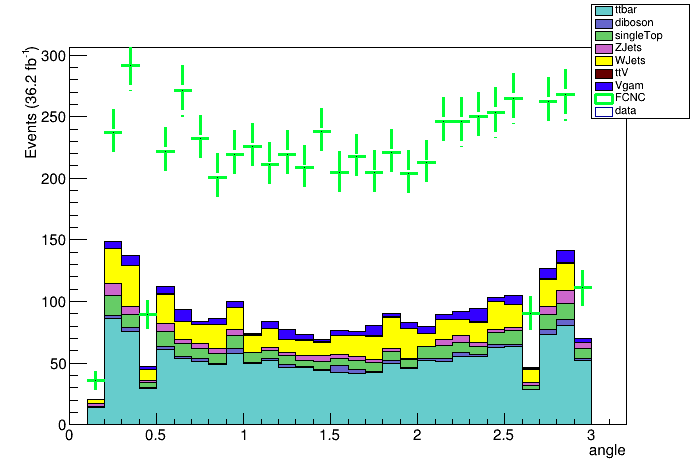 ttbar
diboson
singleTop
ZJets
WJets
ttV
Vgam
FCNC
data
Events (36.2 fb⁻¹)
300
250
200
150
100
50
0
0 0.5 1 1.5 2 2.5 3
angle